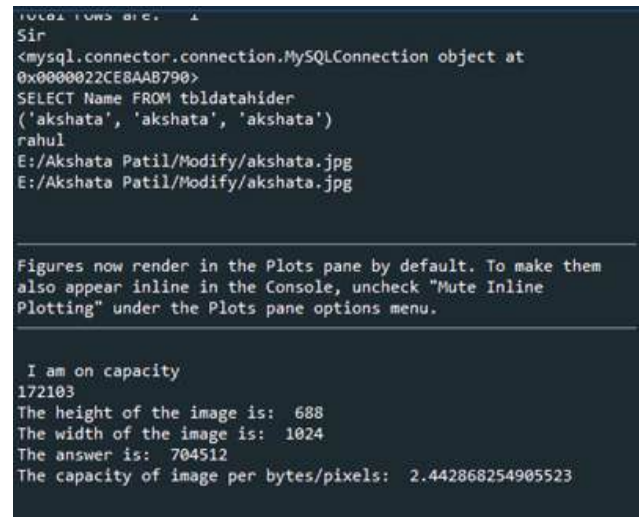 Total rows are: 1
Sir
<mysql.connector.connection.MySQLConnection object at
0x0000022CE8AAB790>
SELECT Name FROM tbldatahider
('akshata', 'akshata', 'akshata')
rahul
E:/Akshata Patil/Modify/akshata.jpg
E:/Akshata Patil/Modify/akshata.jpg
Figures now render in the Plots pane by default. To make them
also appear inline in the Console, uncheck "Mute Inline
Plotting" under the Plots pane options menu.
I am on capacity
172103
The height of the image is: 688
The width of the image is: 1024
The answer is: 704512
The capacity of image per bytes/pixels: 2.442868254905523